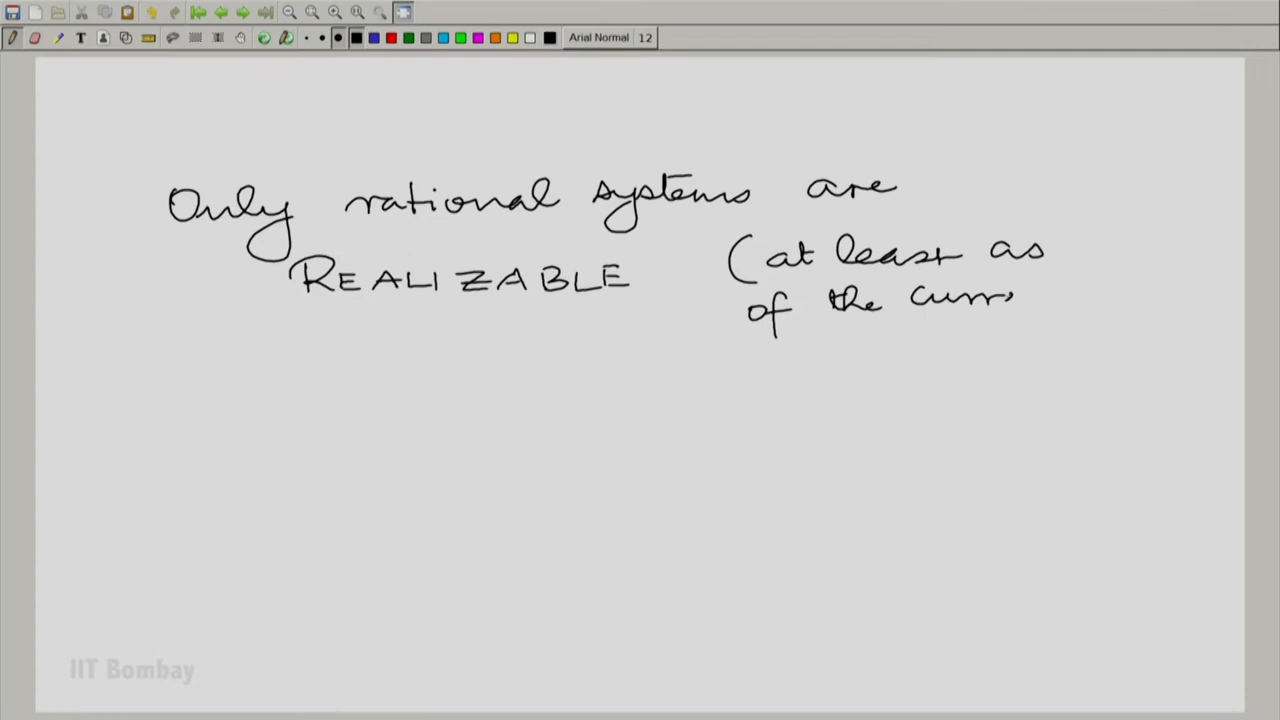 Arial Normal 12
Only rational systems are
REALIZABLE (at least as
of the curr
IIT Bombay